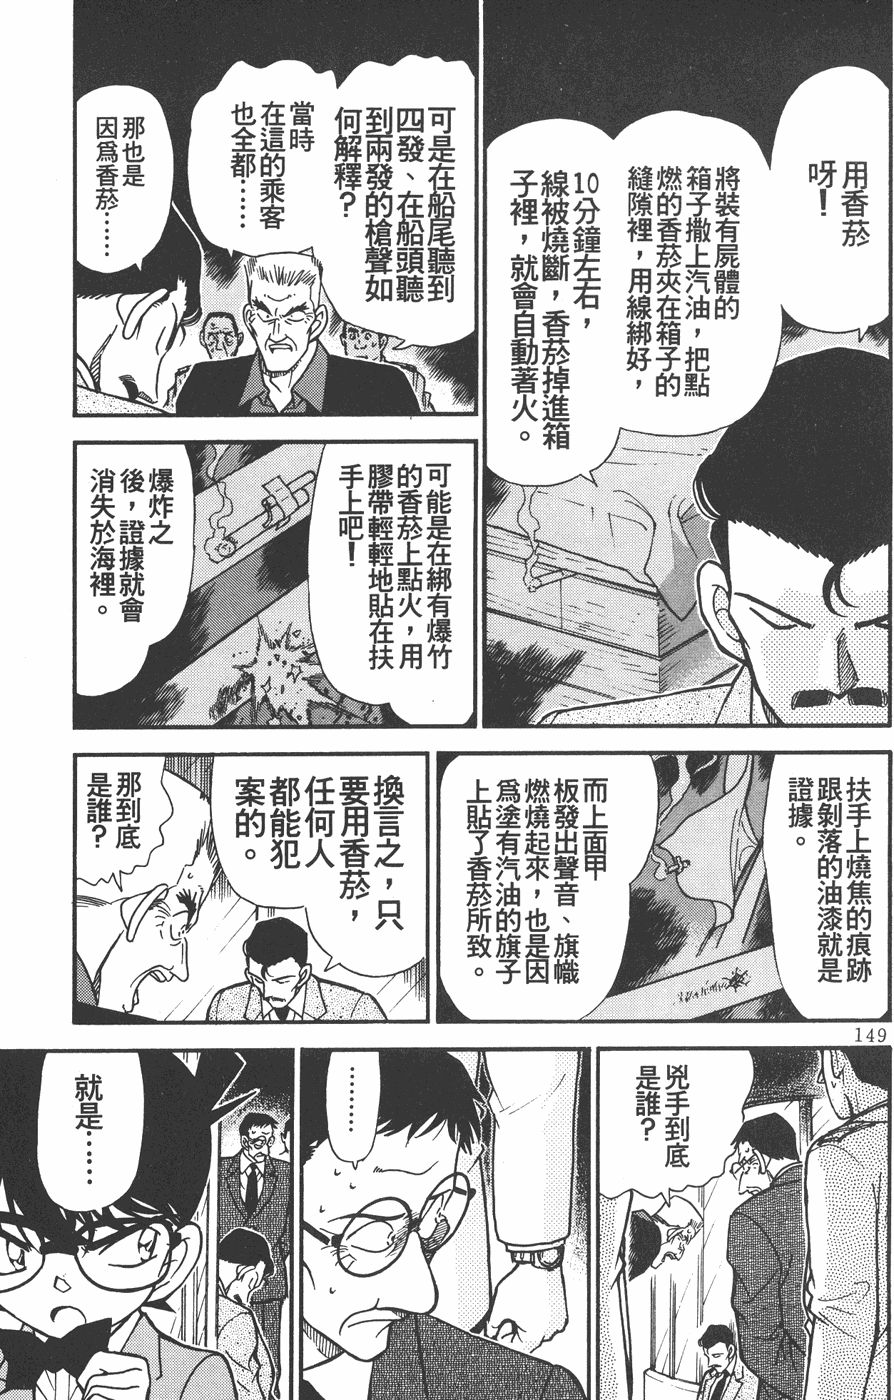 用香菸
呀！
將裝有屍體的
箱子撒上汽油，把點
燃的香菸夾在箱子的
縫隙裡，用線綁好，
10分鐘左右，
線被燒斷，香菸掉進箱
子裡，就會自動著火。
可是在船尾聽到
四發、在船頭聽
到兩發的槍聲如
何解釋？
當時
在這的乘客
也全都……
那也是
因爲香菸……
可能是在綁有爆竹
的香菸上點火，用
膠帶輕輕地貼在扶
手上吧！
爆炸之
後，證據就會
消失於海裡。
扶手上燒焦的痕跡
跟剝落的油漆就是
證據。
而上面甲
板發出聲音、旗幟
燃燒起來，也是因
爲塗有汽油的旗子
上貼了香菸所致。
換言之，只
要用香菸，
任何人
都能犯
案的。
那到底
是誰？
149
兇手到底
是誰？
……
就是……